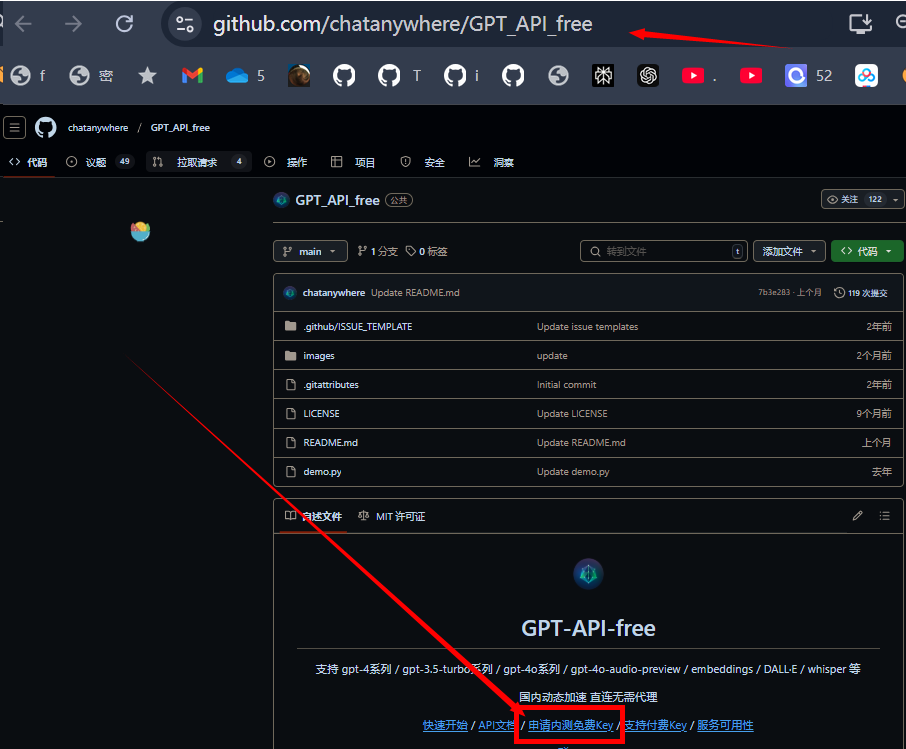 github.com/chatanywhere/GPT_API_free
f 密 5 T i . 52
chatanywhere / GPT_API_free
代码 议题 49 拉取请求 4 操作 项目 安全 洞察
GPT_API_free 公共 关注 122
main 1 分支 0 标签 转到文件 t 添加文件 代码
chatanywhere Update README.md 7b3e283 · 上个月 119 次提交
.github/ISSUE_TEMPLATE Update issue templates 2年前
images update 2个月前
.gitattributes Initial commit 2年前
LICENSE Update LICENSE 9个月前
README.md Update README.md 上个月
demo.py Update demo.py 去年
自述文件 MIT 许可证
GPT-API-free
支持 gpt-4系列 / gpt-3.5-turbo系列 / gpt-4o系列 / gpt-4o-audio-preview / embeddings / DALL·E / whisper 等
国内动态加速 直连无需代理
快速开始 / API文档 / 申请内测免费Key / 支持付费Key / 服务可用性